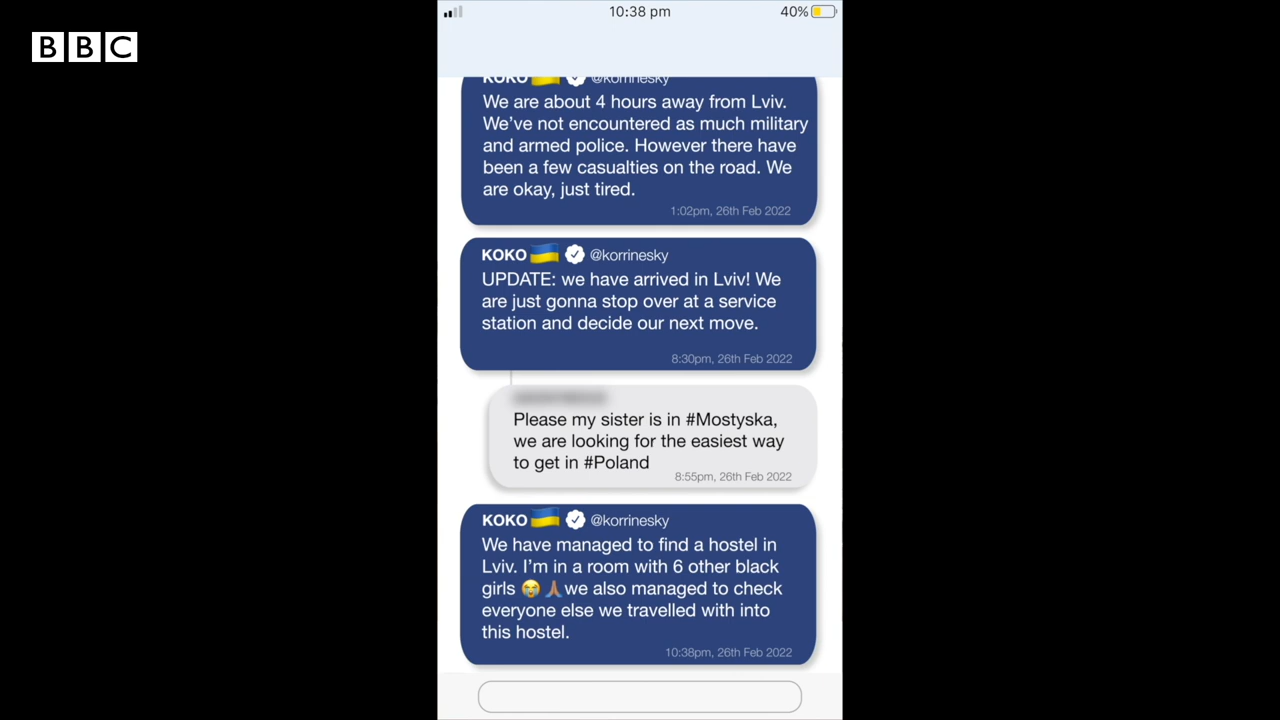 BBC
10:38 pm
40%
KOKO @korrinesky
We are about 4 hours away from Lviv.
We've not encountered as much military
and armed police. However there have
been a few casualties on the road. We
are okay, just tired.
1:02pm, 26th Feb 2022
KOKO @korrinesky
UPDATE: we have arrived in Lviv! We
are just gonna stop over at a service
station and decide our next move.
8:30pm, 26th Feb 2022
Please my sister is in #Mostyska,
we are looking for the easiest way
to get in #Poland
8:55pm, 26th Feb 2022
KOKO @korrinesky
We have managed to find a hostel in
Lviv. I'm in a room with 6 other black
girls 😭 🙏🏽 we also managed to check
everyone else we travelled with into
this hostel.
10:38pm, 26th Feb 2022